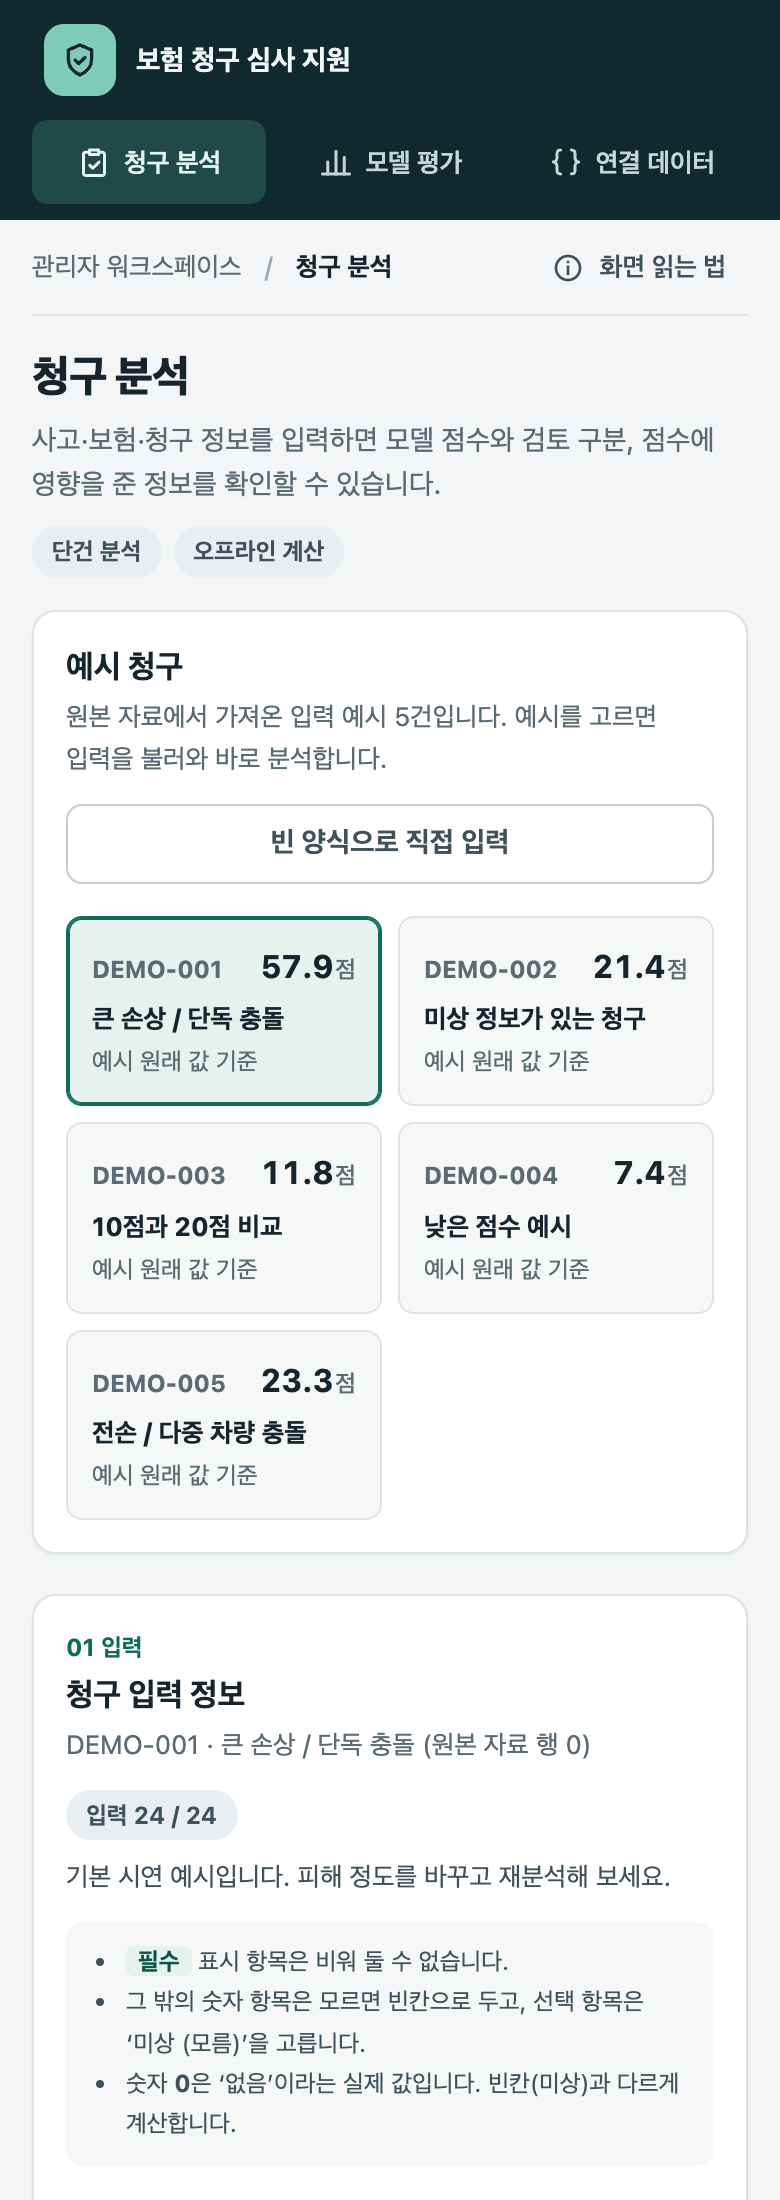 보험 청구 심사 지원
청구 분석
모델 평가
{ } 연결 데이터
관리자 워크스페이스 / 청구 분석
화면 읽는 법
청구 분석
사고·보험·청구 정보를 입력하면 모델 점수와 검토 구분, 점수에
영향을 준 정보를 확인할 수 있습니다.
단건 분석
오프라인 계산
예시 청구
원본 자료에서 가져온 입력 예시 5건입니다. 예시를 고르면
입력을 불러와 바로 분석합니다.
빈 양식으로 직접 입력
DEMO-001 57.9점
큰 손상 / 단독 충돌
예시 원래 값 기준
DEMO-002 21.4점
미상 정보가 있는 청구
예시 원래 값 기준
DEMO-003 11.8점
10점과 20점 비교
예시 원래 값 기준
DEMO-004 7.4점
낮은 점수 예시
예시 원래 값 기준
DEMO-005 23.3점
전손 / 다중 차량 충돌
예시 원래 값 기준
01 입력
청구 입력 정보
DEMO-001 · 큰 손상 / 단독 충돌 (원본 자료 행 0)
입력 24 / 24
기본 시연 예시입니다. 피해 정도를 바꾸고 재분석해 보세요.
• 필수 표시 항목은 비워 둘 수 없습니다.
• 그 밖의 숫자 항목은 모르면 빈칸으로 두고, 선택 항목은
‘미상 (모름)’을 고릅니다.
• 숫자 0은 ‘없음’이라는 실제 값입니다. 빈칸(미상)과 다르게
계산합니다.